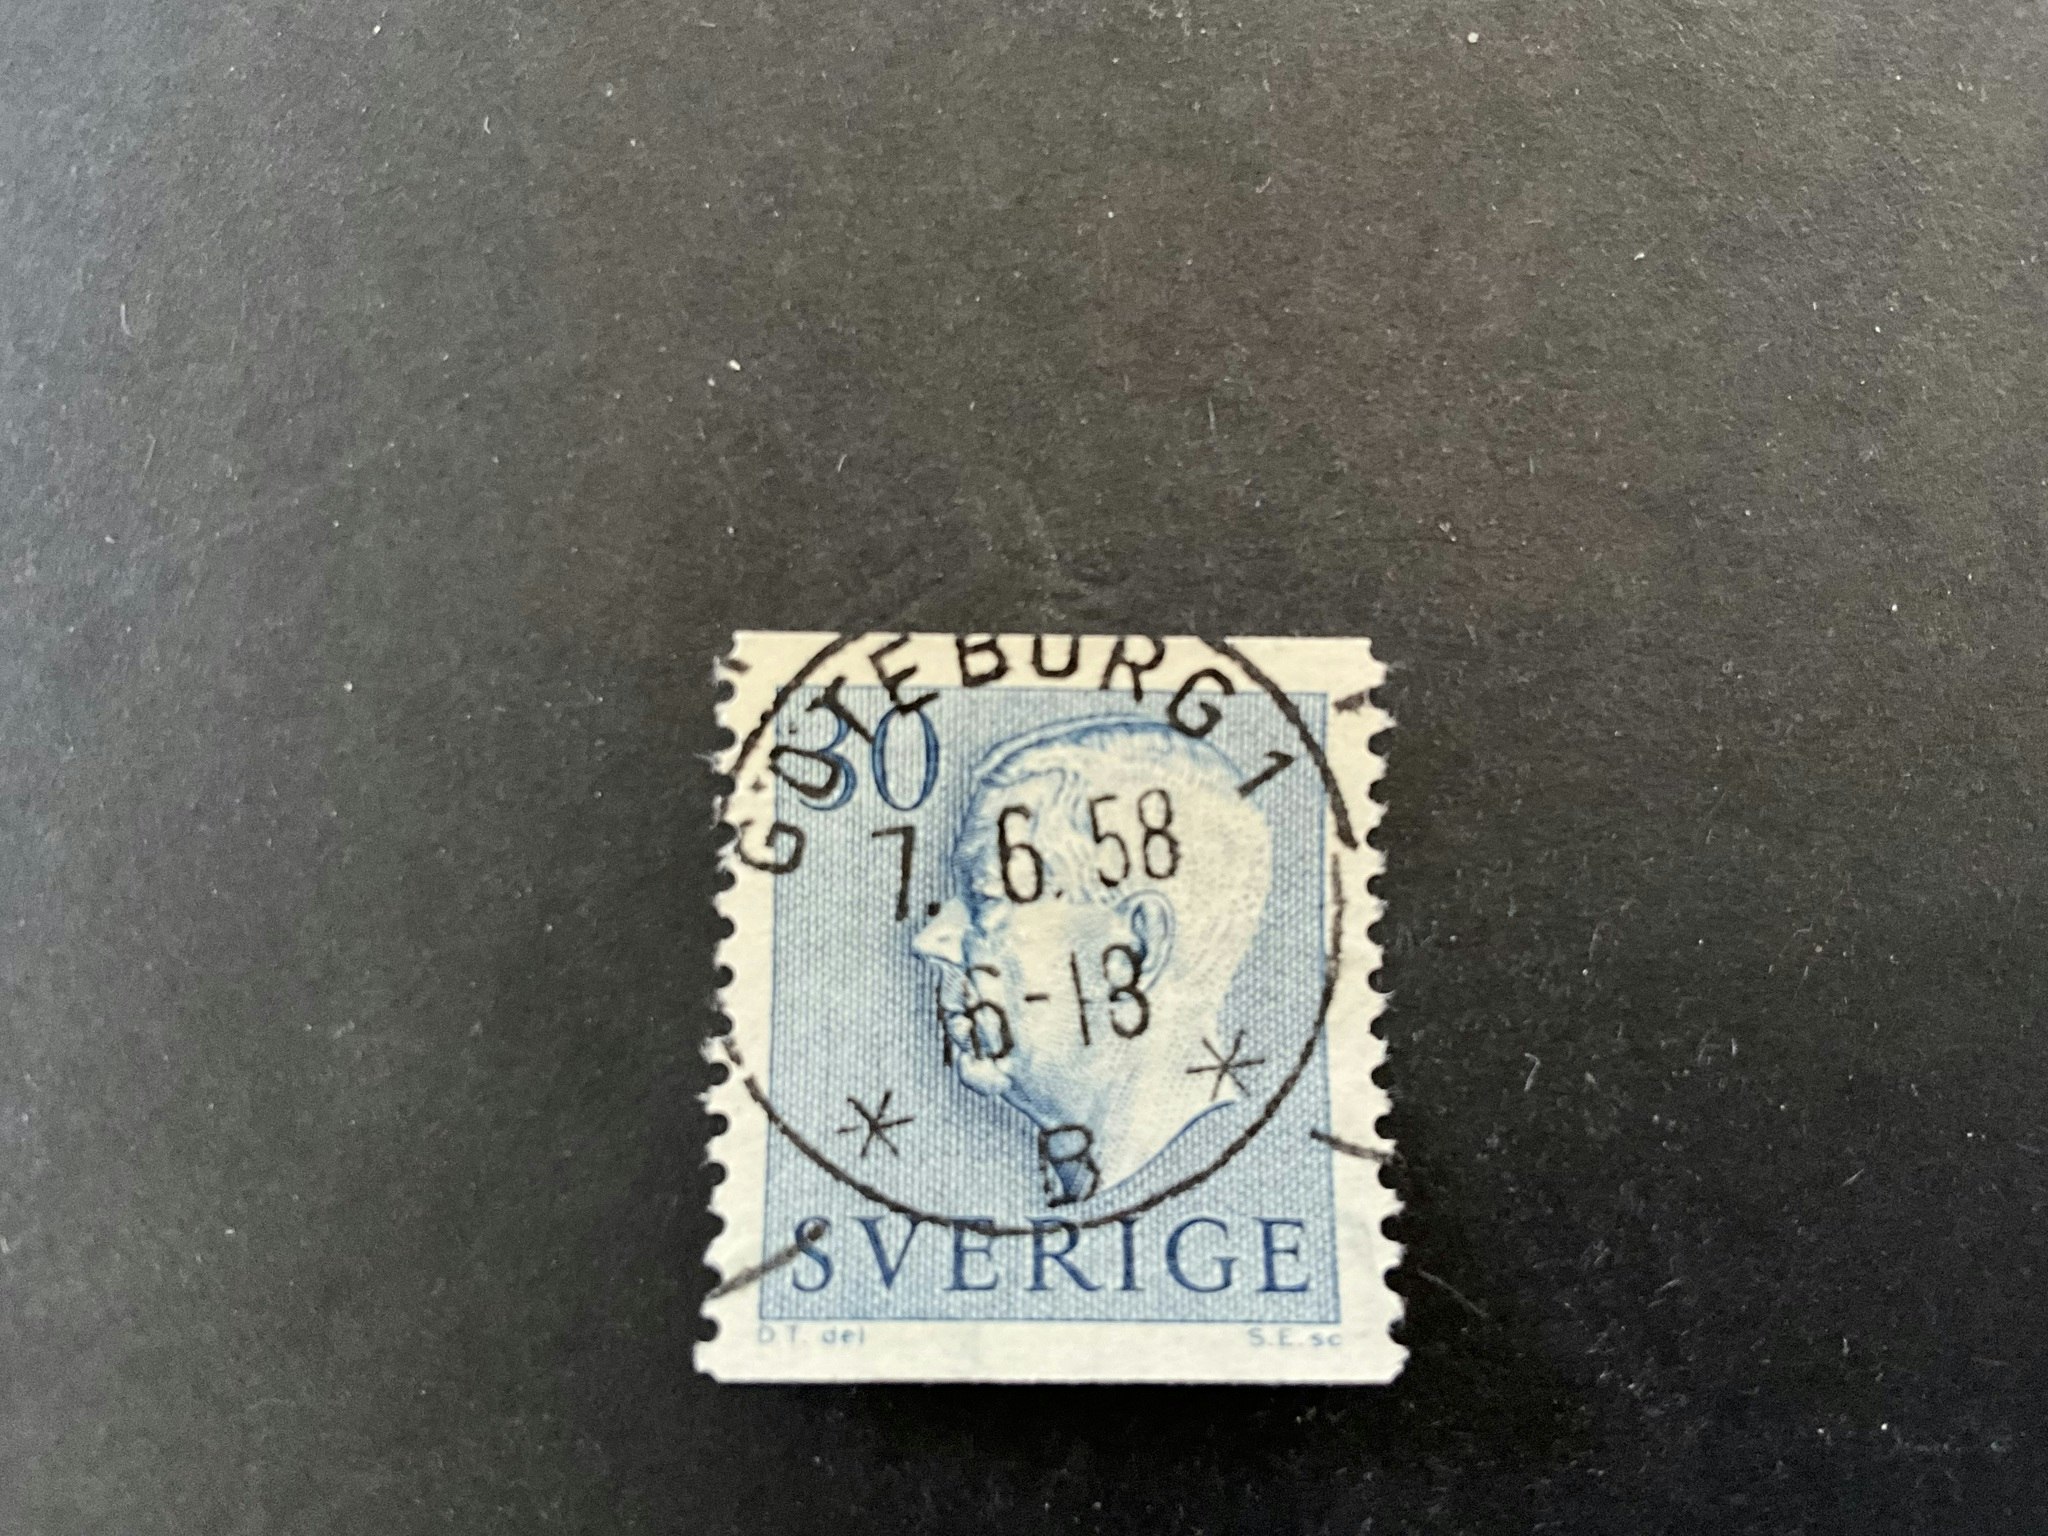 GÖTEBORG 1
30
7. 6. 58
16-18
* B *
SVERIGE
D.T. del
S.E. sc